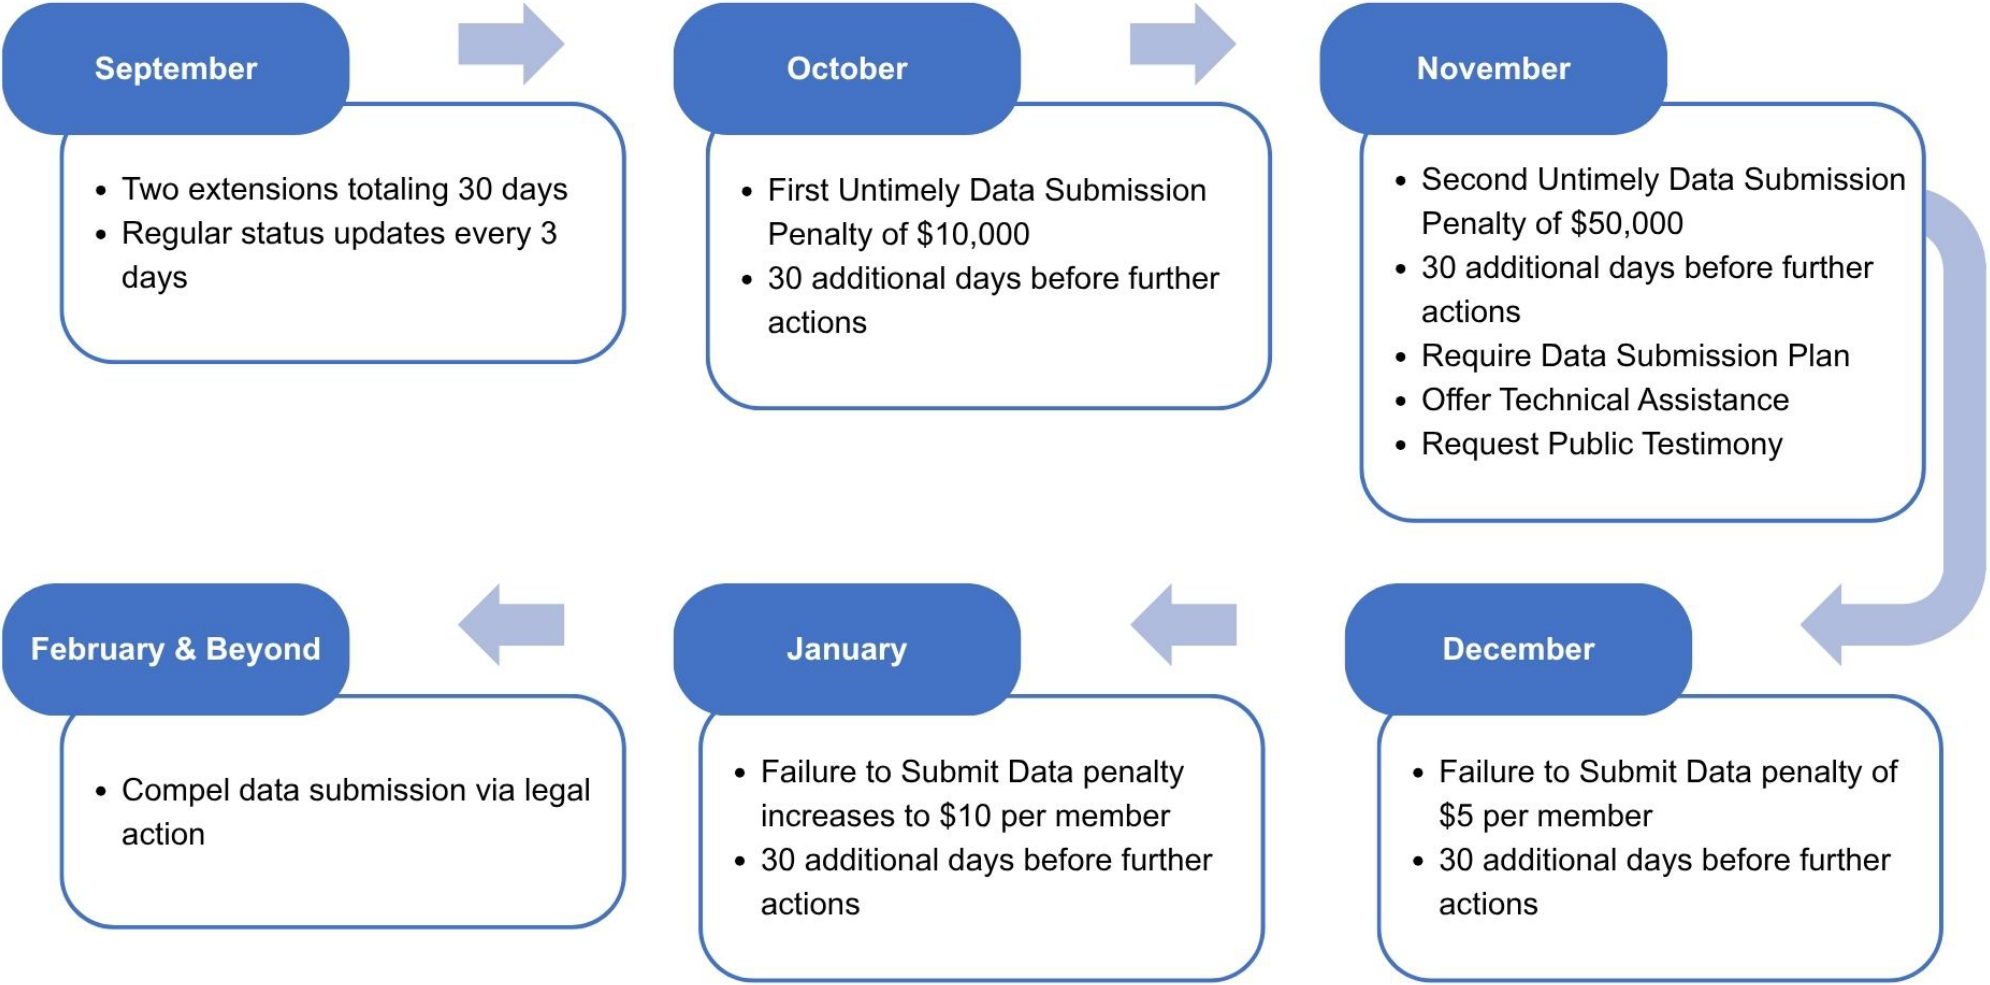 September
• Two extensions totaling 30 days
• Regular status updates every 3
days
October
• First Untimely Data Submission
Penalty of $10,000
• 30 additional days before further
actions
November
• Second Untimely Data Submission
Penalty of $50,000
• 30 additional days before further
actions
• Require Data Submission Plan
• Offer Technical Assistance
• Request Public Testimony
December
• Failure to Submit Data penalty of
$5 per member
• 30 additional days before further
actions
January
• Failure to Submit Data penalty
increases to $10 per member
• 30 additional days before further
actions
February & Beyond
• Compel data submission via legal
action